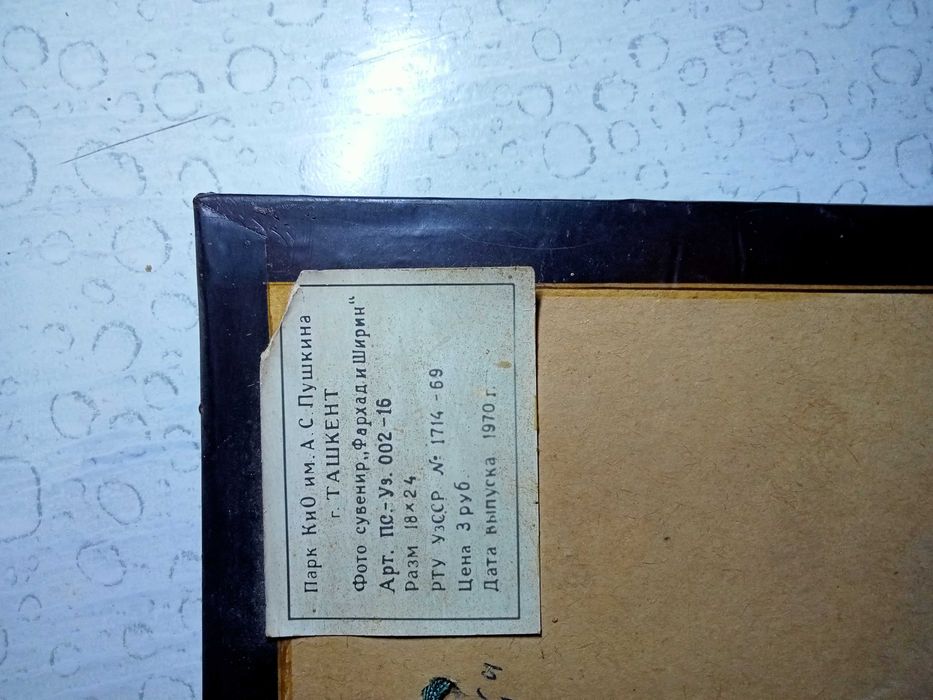 Парк КиО им. А. С. Пушкина
г. ТАШКЕНТ
Фото сувенир „Фархад и Ширин“
Арт. ПС.-Уз. 002-16
Разм 18×24
РТУ УзССР № 1714-69
Цена 3 руб.
Дата выпуска 1970 г.